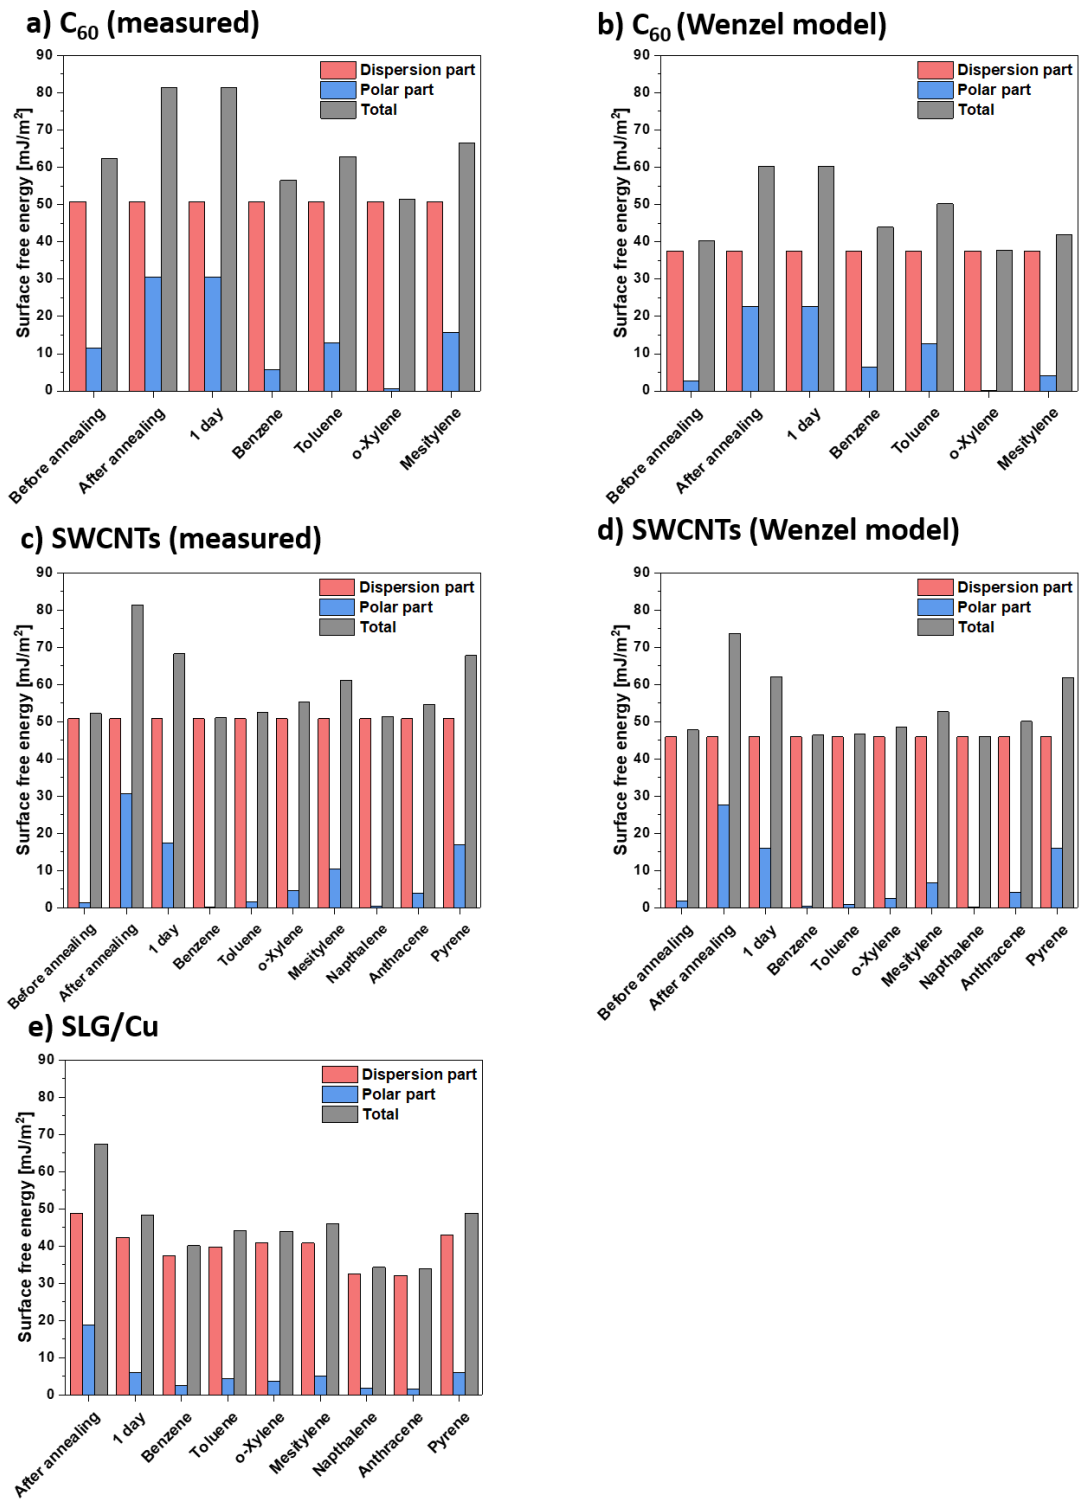 a) C₆₀ (measured)
90
80
70
60
50
40
30
20
10
0
Surface free energy [mJ/m²]
Dispersion part
Polar part
Total
Before annealing
After annealing
1 day
Benzene
Toluene
o-Xylene
Mesitylene
b) C₆₀ (Wenzel model)
90
80
70
60
50
40
30
20
10
0
Surface free energy [mJ/m²]
Dispersion part
Polar part
Total
Before annealing
After annealing
1 day
Benzene
Toluene
o-Xylene
Mesitylene
c) SWCNTs (measured)
90
80
70
60
50
40
30
20
10
0
Surface free energy [mJ/m²]
Dispersion part
Polar part
Total
Before annealing
After annealing
1 day
Benzene
Toluene
o-Xylene
Mesitylene
Napthalene
Anthracene
Pyrene
d) SWCNTs (Wenzel model)
90
80
70
60
50
40
30
20
10
0
Surface free energy [mJ/m²]
Dispersion part
Polar part
Total
Before annealing
After annealing
1 day
Benzene
Toluene
o-Xylene
Mesitylene
Napthalene
Anthracene
Pyrene
e) SLG/Cu
90
80
70
60
50
40
30
20
10
0
Surface free energy [mJ/m²]
Dispersion part
Polar part
Total
After annealing
1 day
Benzene
Toluene
o-Xylene
Mesitylene
Napthalene
Anthracene
Pyrene